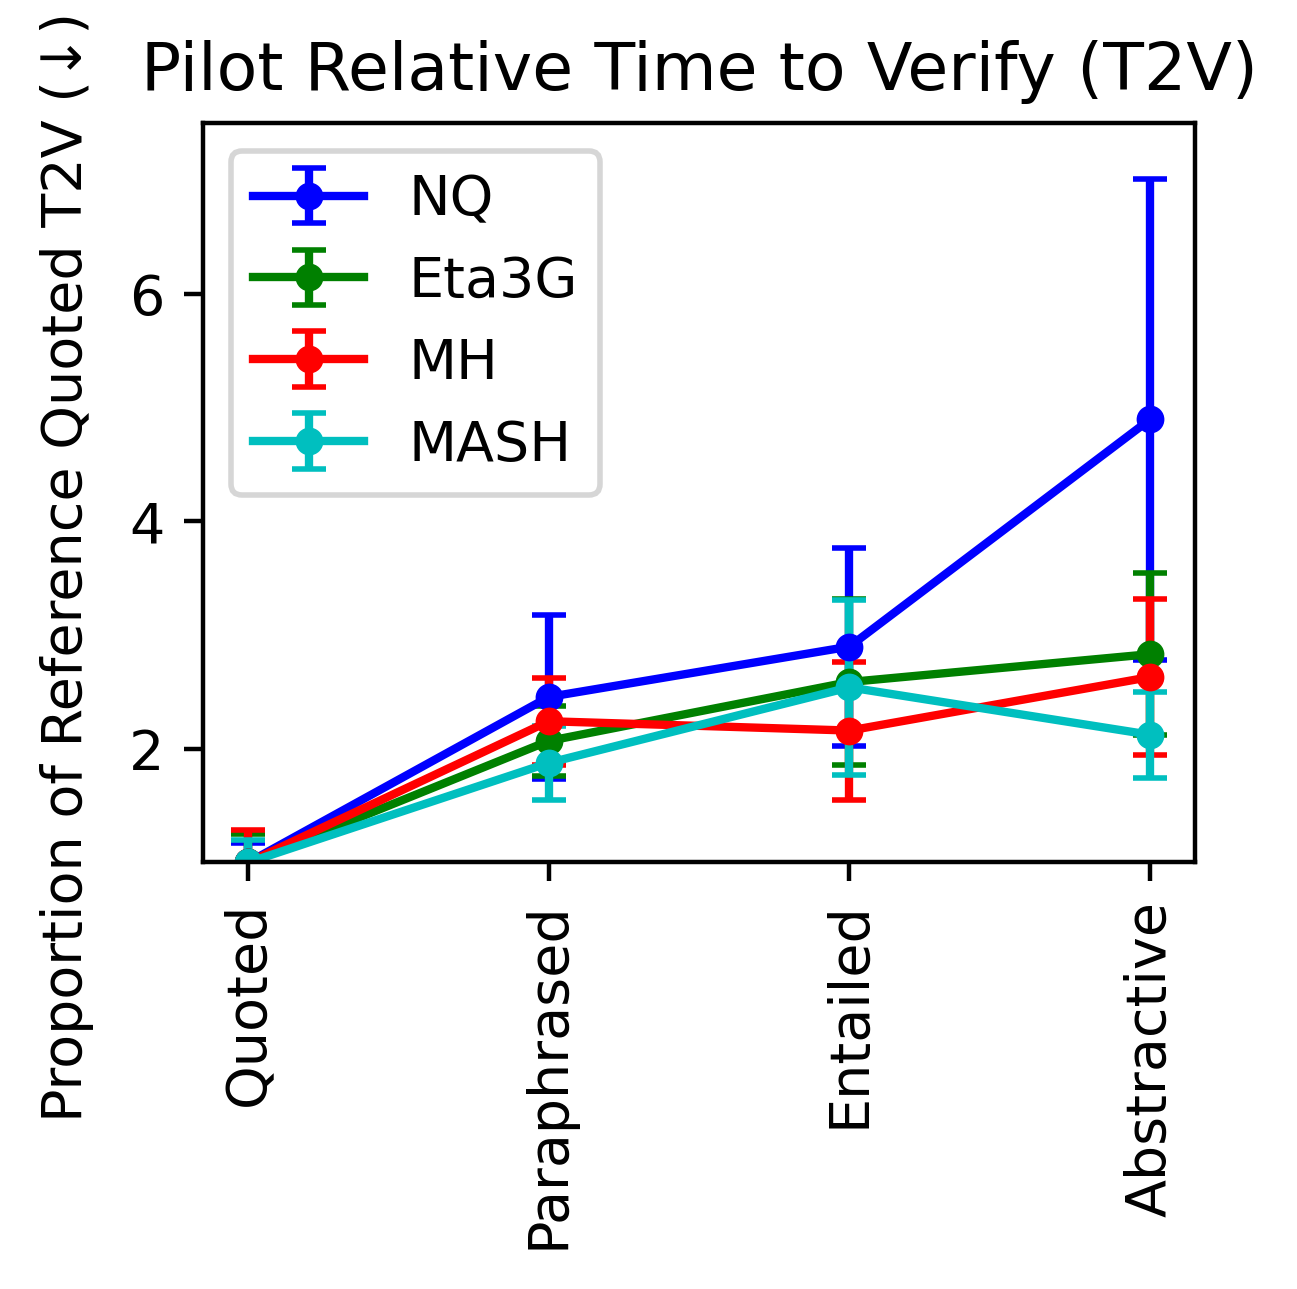 Pilot Relative Time to Verify (T2V)
Proportion of Reference Quoted T2V (↓)
NQ
Eta3G
MH
MASH
6
4
2
Quoted
Paraphrased
Entailed
Abstractive